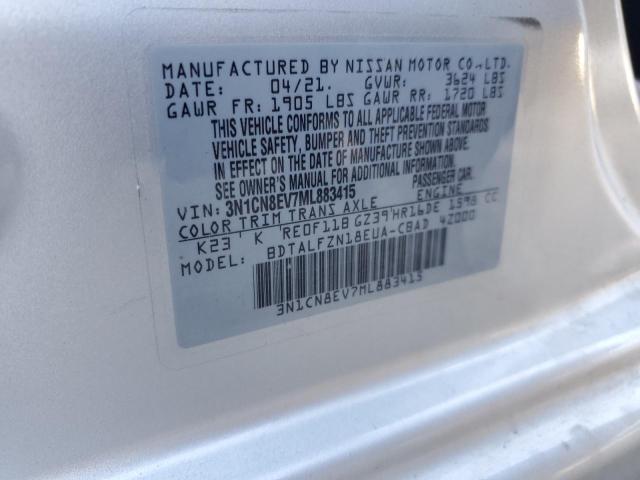 MANUFACTURED BY NISSAN MOTOR CO.,LTD.
DATE: 04/21. GVWR: 3624 LBS
GAWR FR: 1905 LBS GAWR RR: 1720 LBS
THIS VEHICLE CONFORMS TO ALL APPLICABLE FEDERAL MOTOR
VEHICLE SAFETY, BUMPER AND THEFT PREVENTION STANDARDS
IN EFFECT ON THE DATE OF MANUFACTURE SHOWN ABOVE.
SEE OWNER'S MANUAL FOR ADDITIONAL INFORMATION.
VIN: 3N1CN8EV7ML883415 PASSENGER CAR.
COLOR TRIM TRANS AXLE ENGINE
K23 K RE0F11B GZ39 HR16DE 1598 CC
MODEL: BDTALFZN18EUA-CBAD 42000
3N1CN8EV7ML883415